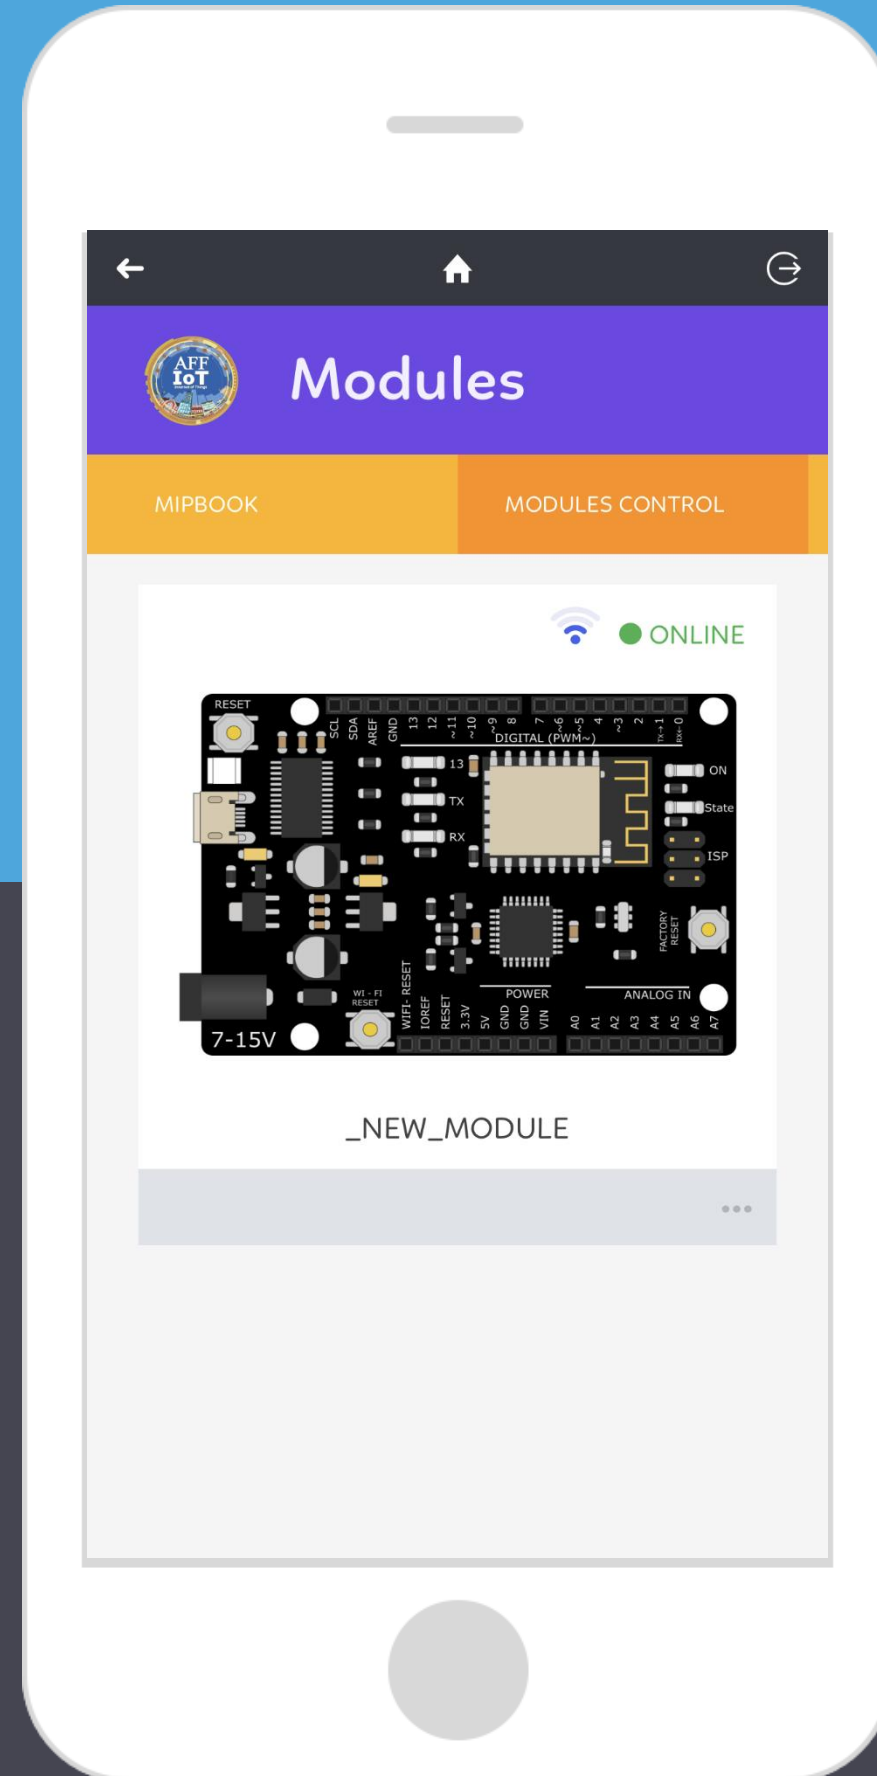 AFF
IoT
Modules
MIPBOOK
MODULES CONTROL
ONLINE
RESET
SCL
SDA
AREF
GND
13
12
~11
~10
~9
8
7
~6
~5
4
~3
2
TX→1
RX←0
DIGITAL (PWM~)
13
TX
RX
ON
State
ISP
FACTORY
RESET
WI - FI
RESET
7-15V
POWER
ANALOG IN
WIFI- RESET
IOREF
RESET
3.3V
5V
GND
GND
VIN
A0
A1
A2
A3
A4
A5
A6
A7
_NEW_MODULE